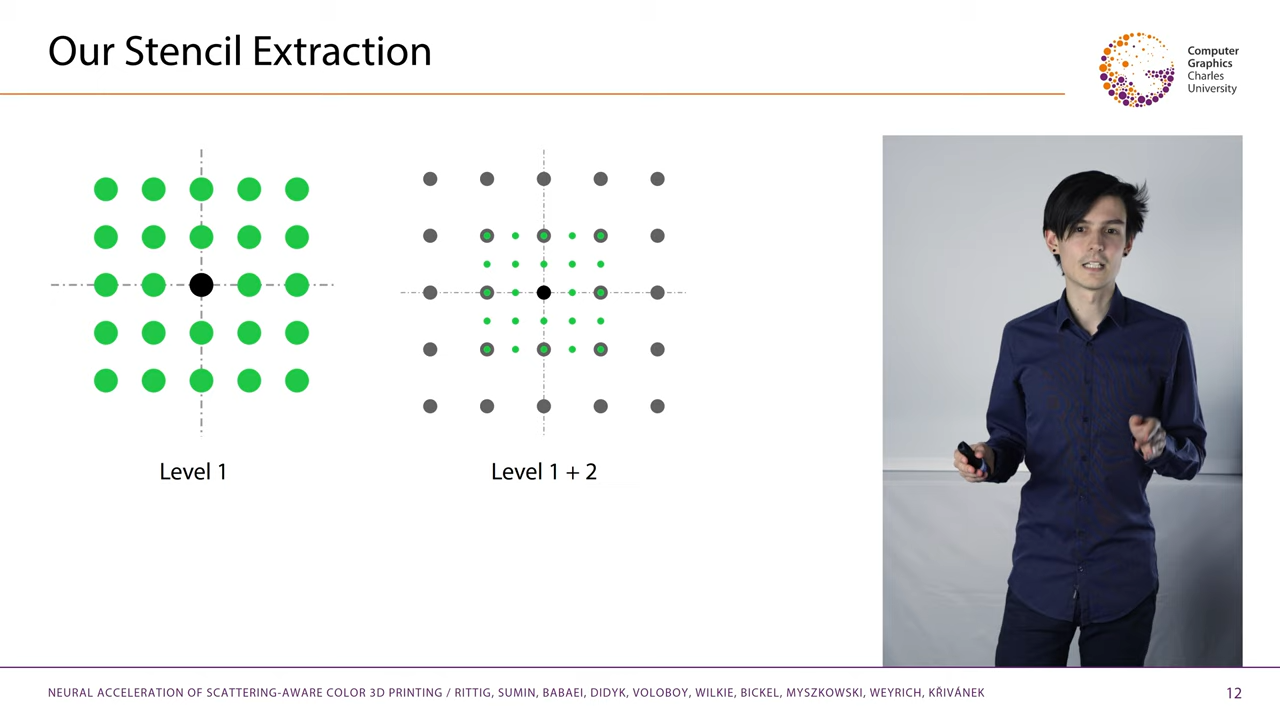 Our Stencil Extraction
Computer
Graphics
Charles
University
Level 1
Level 1 + 2
NEURAL ACCELERATION OF SCATTERING-AWARE COLOR 3D PRINTING / RITTIG, SUMIN, BABAEI, DIDYK, VOLOBOY, WILKIE, BICKEL, MYSZKOWSKI, WEYRICH, KŘIVÁNEK
12